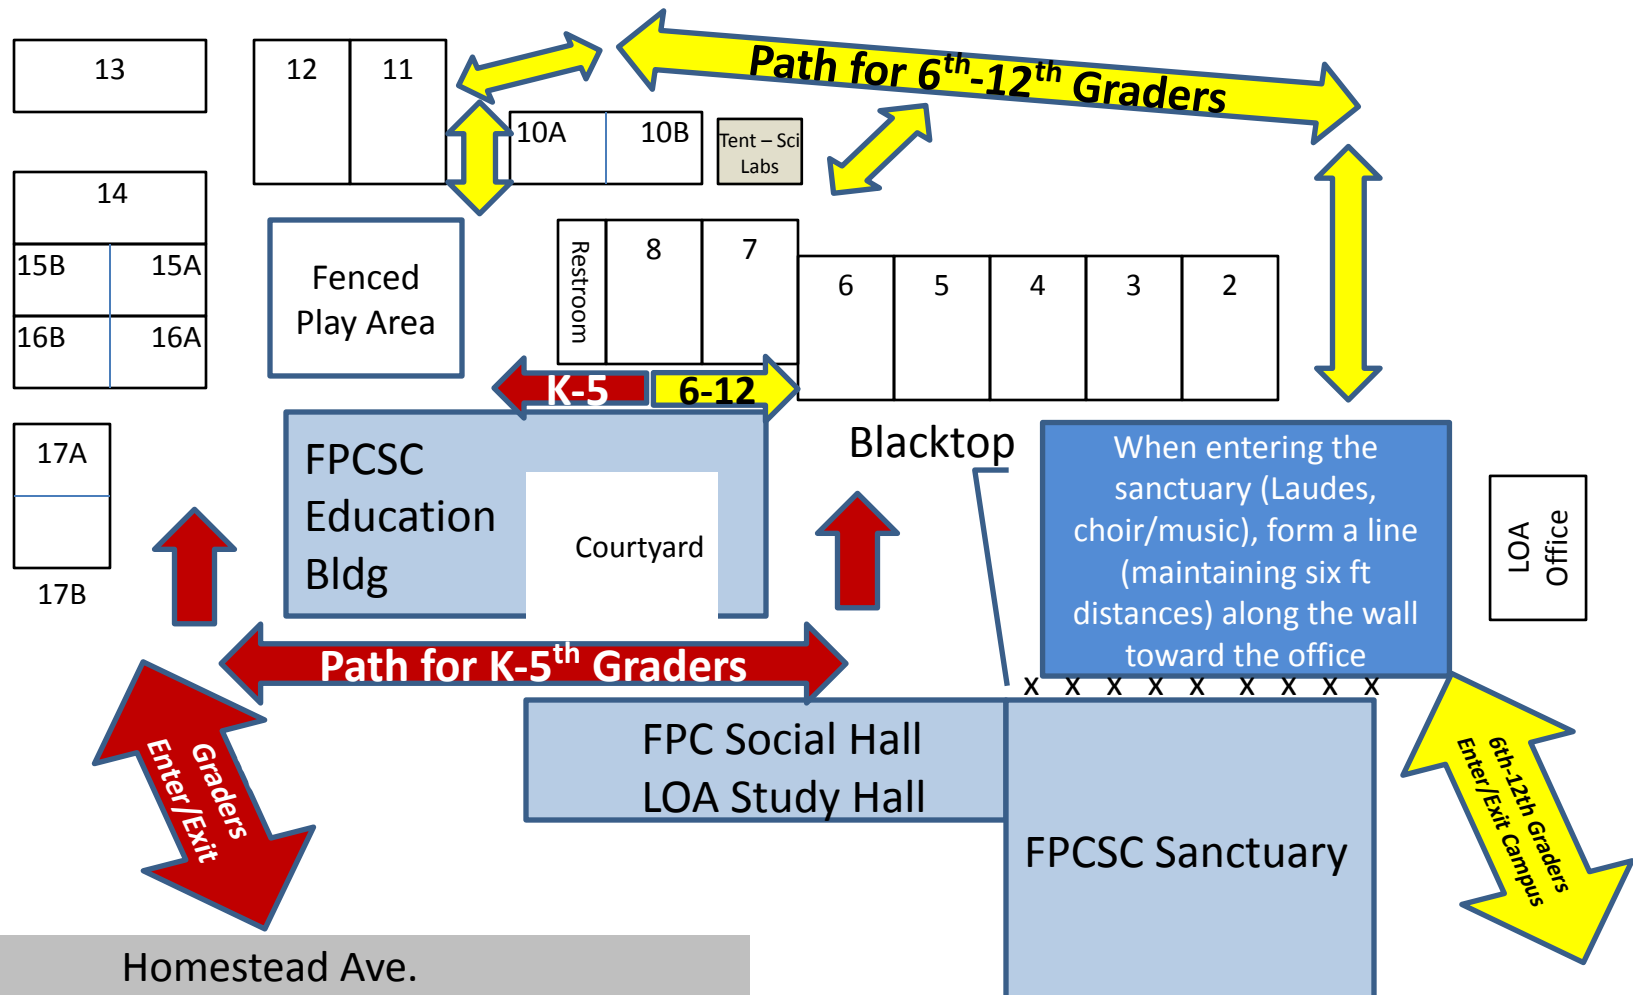 13
12
11
Path for 6th-12th Graders
10A
10B
Tent – Sci
Labs
14
15B
15A
16B
16A
Fenced
Play Area
Restroom
8
7
6
5
4
3
2
K-5
6-12
17A
17B
FPCSC
Education
Bldg
Courtyard
Blacktop
When entering the
sanctuary (Laudes,
choir/music), form a line
(maintaining six ft
distances) along the wall
toward the office
LOA
Office
Path for K-5th Graders
x x x x x x x x x
Graders
Enter/Exit
FPC Social Hall
LOA Study Hall
FPCSC Sanctuary
6th-12th Graders
Enter/Exit Campus
Homestead Ave.